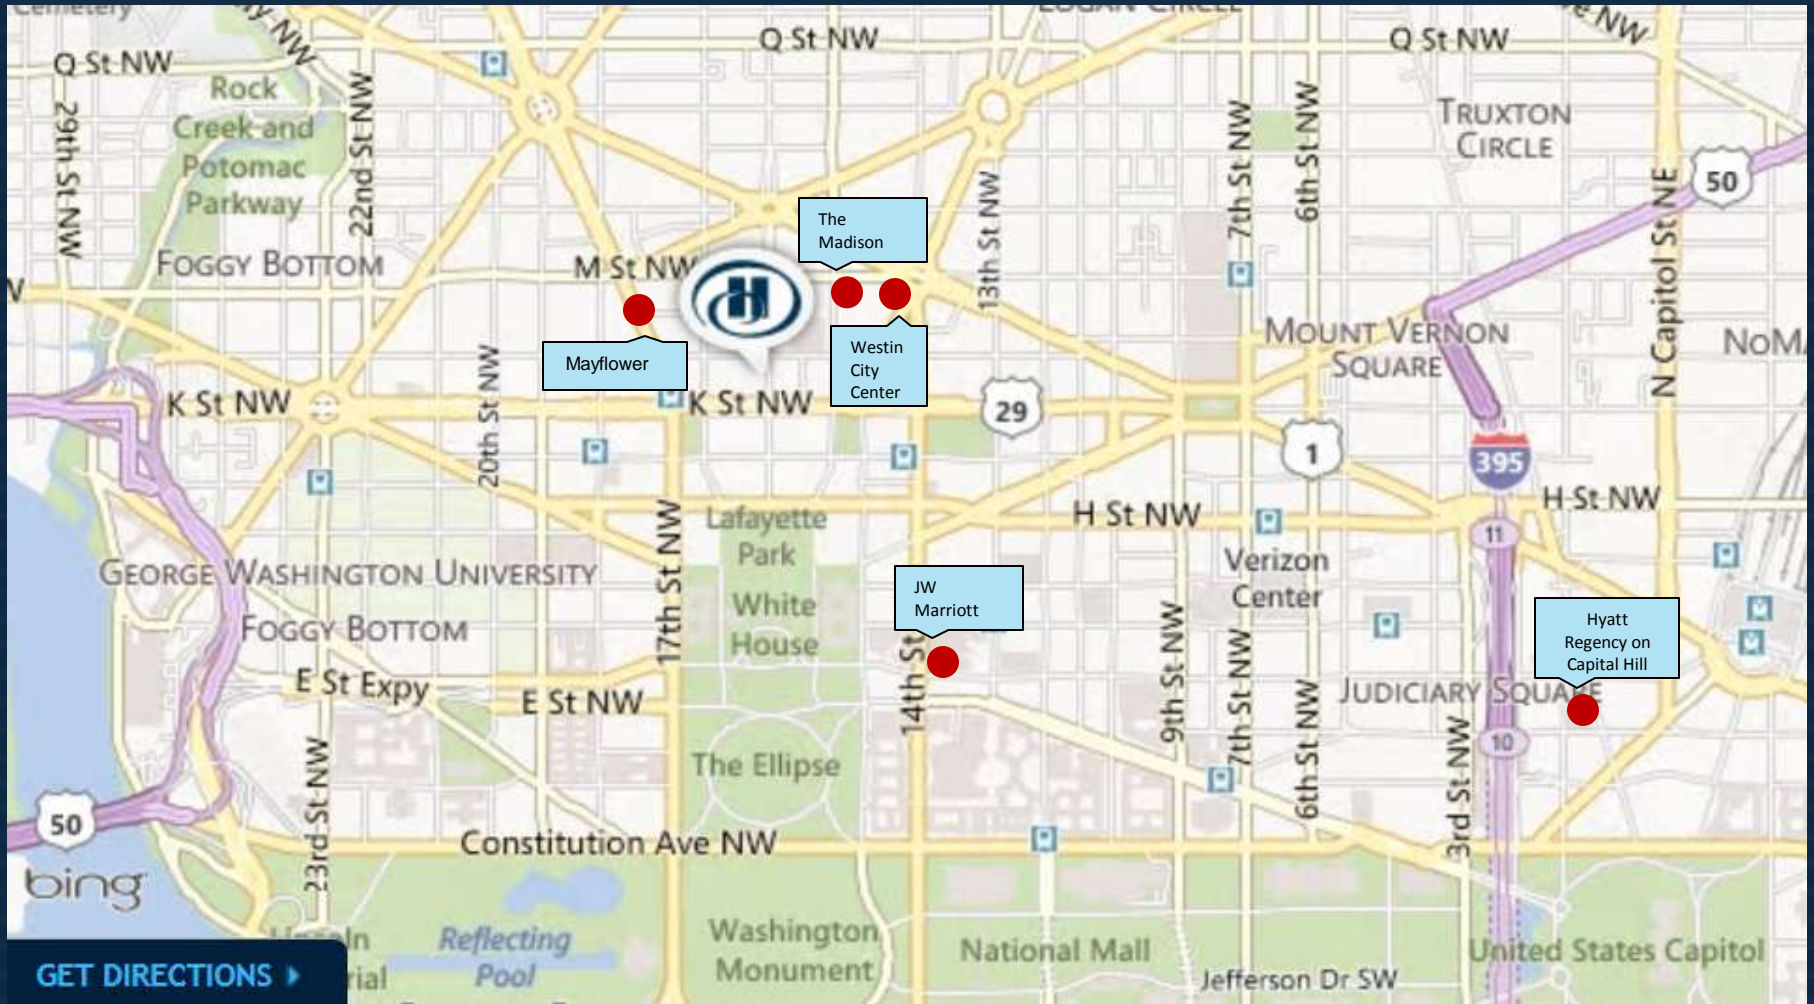 Cemetery
LOGAN CIRCLE
Q St NW
Q St NW
Q St NW
Rock
Creek and
Potomac
Parkway
29th St NW
22nd St NW
7th St NW
6th St NW
TRUXTON
CIRCLE
50
13th St NW
N Capitol St NE
The
Madison
FOGGY BOTTOM
M St NW
H
Mayflower
Westin
City
Center
MOUNT VERNON
SQUARE
20th St NW
K St NW
K St NW
29
1
395
H St NW
H St NW
11
Lafayette
Park
17th St NW
GEORGE WASHINGTON UNIVERSITY
FOGGY BOTTOM
White
House
JW
Marriott
14th St
Verizon
Center
9th St NW
7th St NW
6th St NW
Hyatt
Regency on
Capital Hill
JUDICIARY SQUARE
E St Expy
E St NW
10
3rd St NW
The Ellipse
23rd St NW
50
Constitution Ave NW
bing
Reflecting
Pool
Washington
Monument
National Mall
United States Capitol
Jefferson Dr SW
GET DIRECTIONS